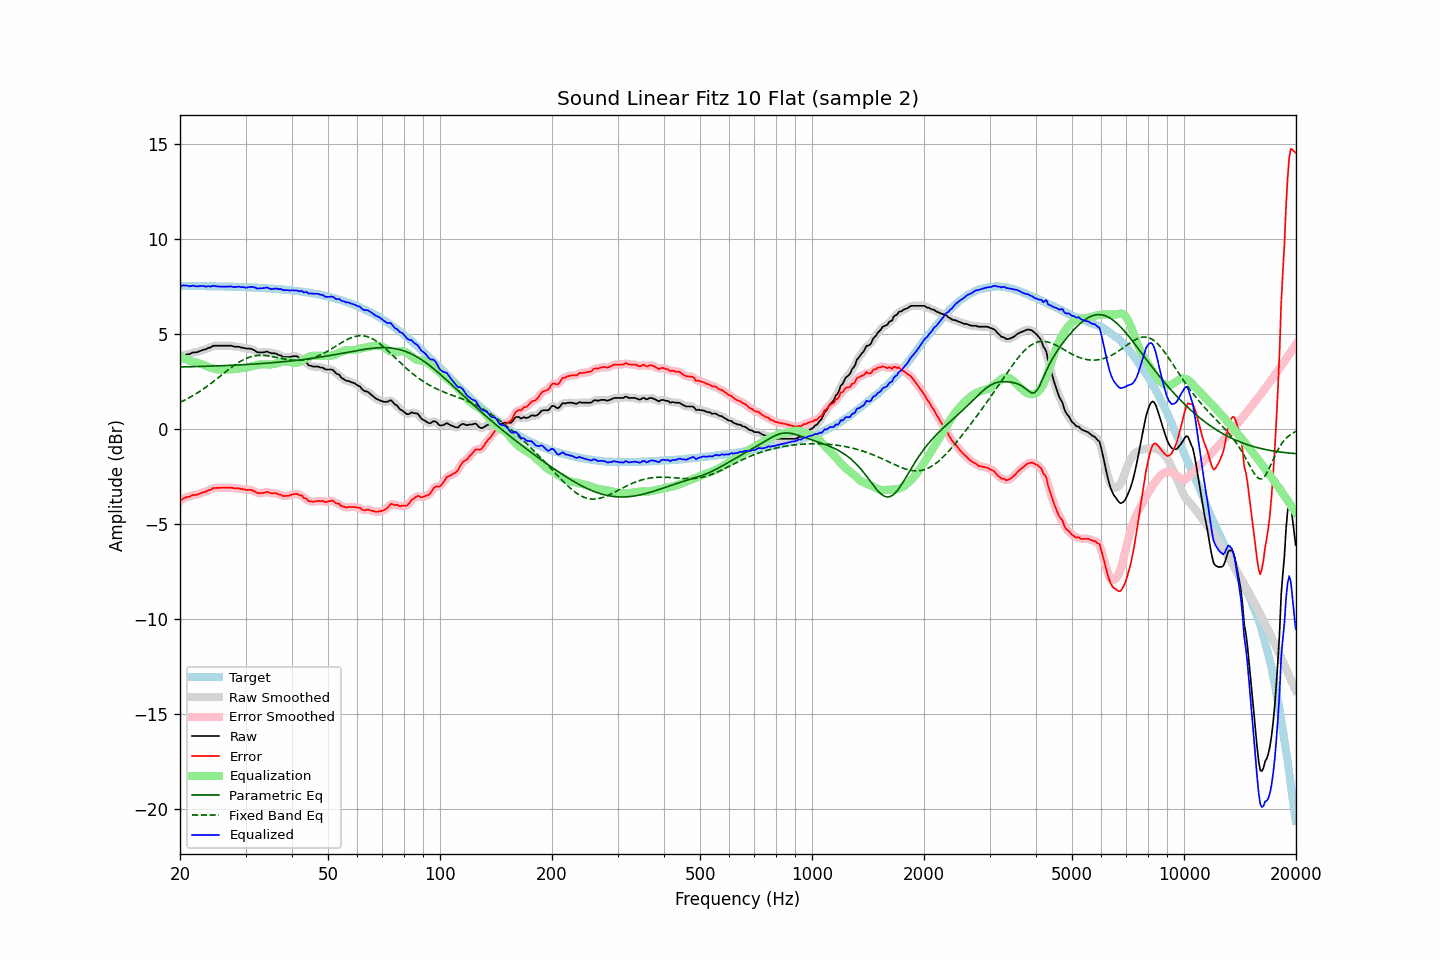 Sound Linear Fitz 10 Flat (sample 2)
15
10
5
0
−5
−10
−15
−20
Amplitude (dBr)
Target
Raw Smoothed
Error Smoothed
Raw
Error
Equalization
Parametric Eq
Fixed Band Eq
Equalized
20
50
100
200
500
1000
2000
5000
10000
20000
Frequency (Hz)